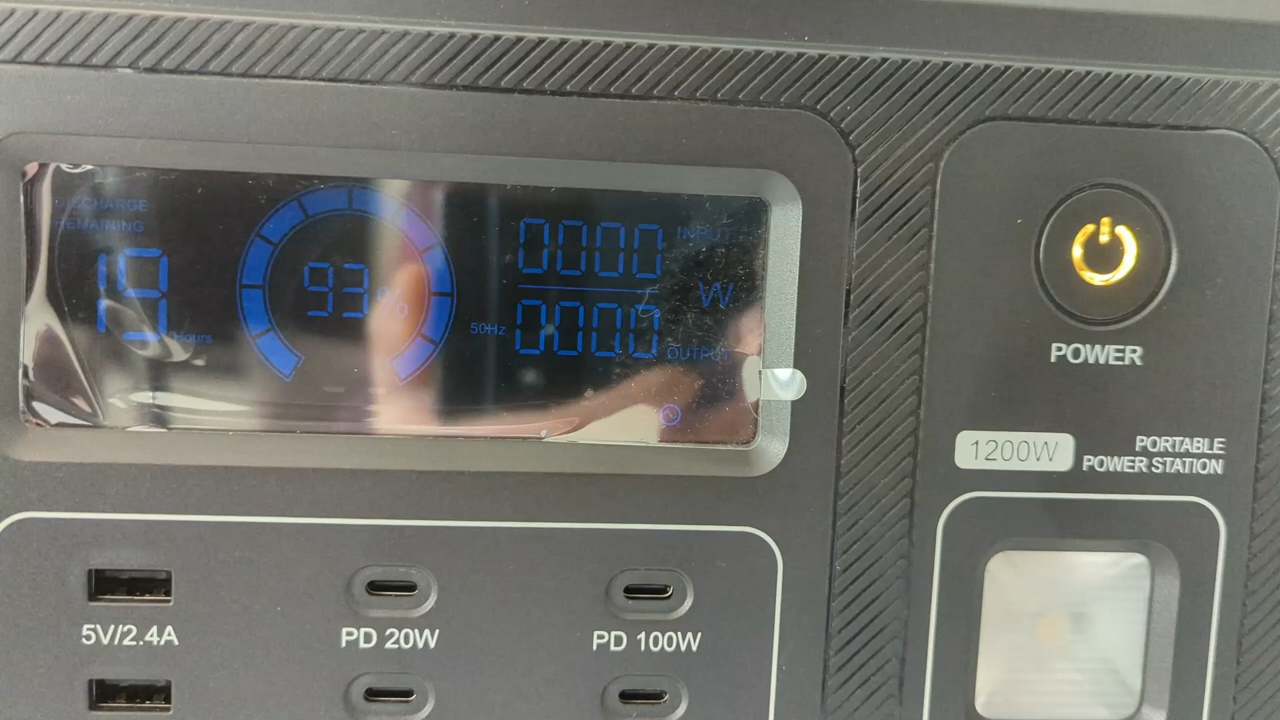 DISCHARGE
REMAINING
19 Hours
93%
0000 INPUT
W
50Hz 0000 OUTPUT
POWER
1200W
PORTABLE
POWER STATION
5V/2.4A
PD 20W
PD 100W